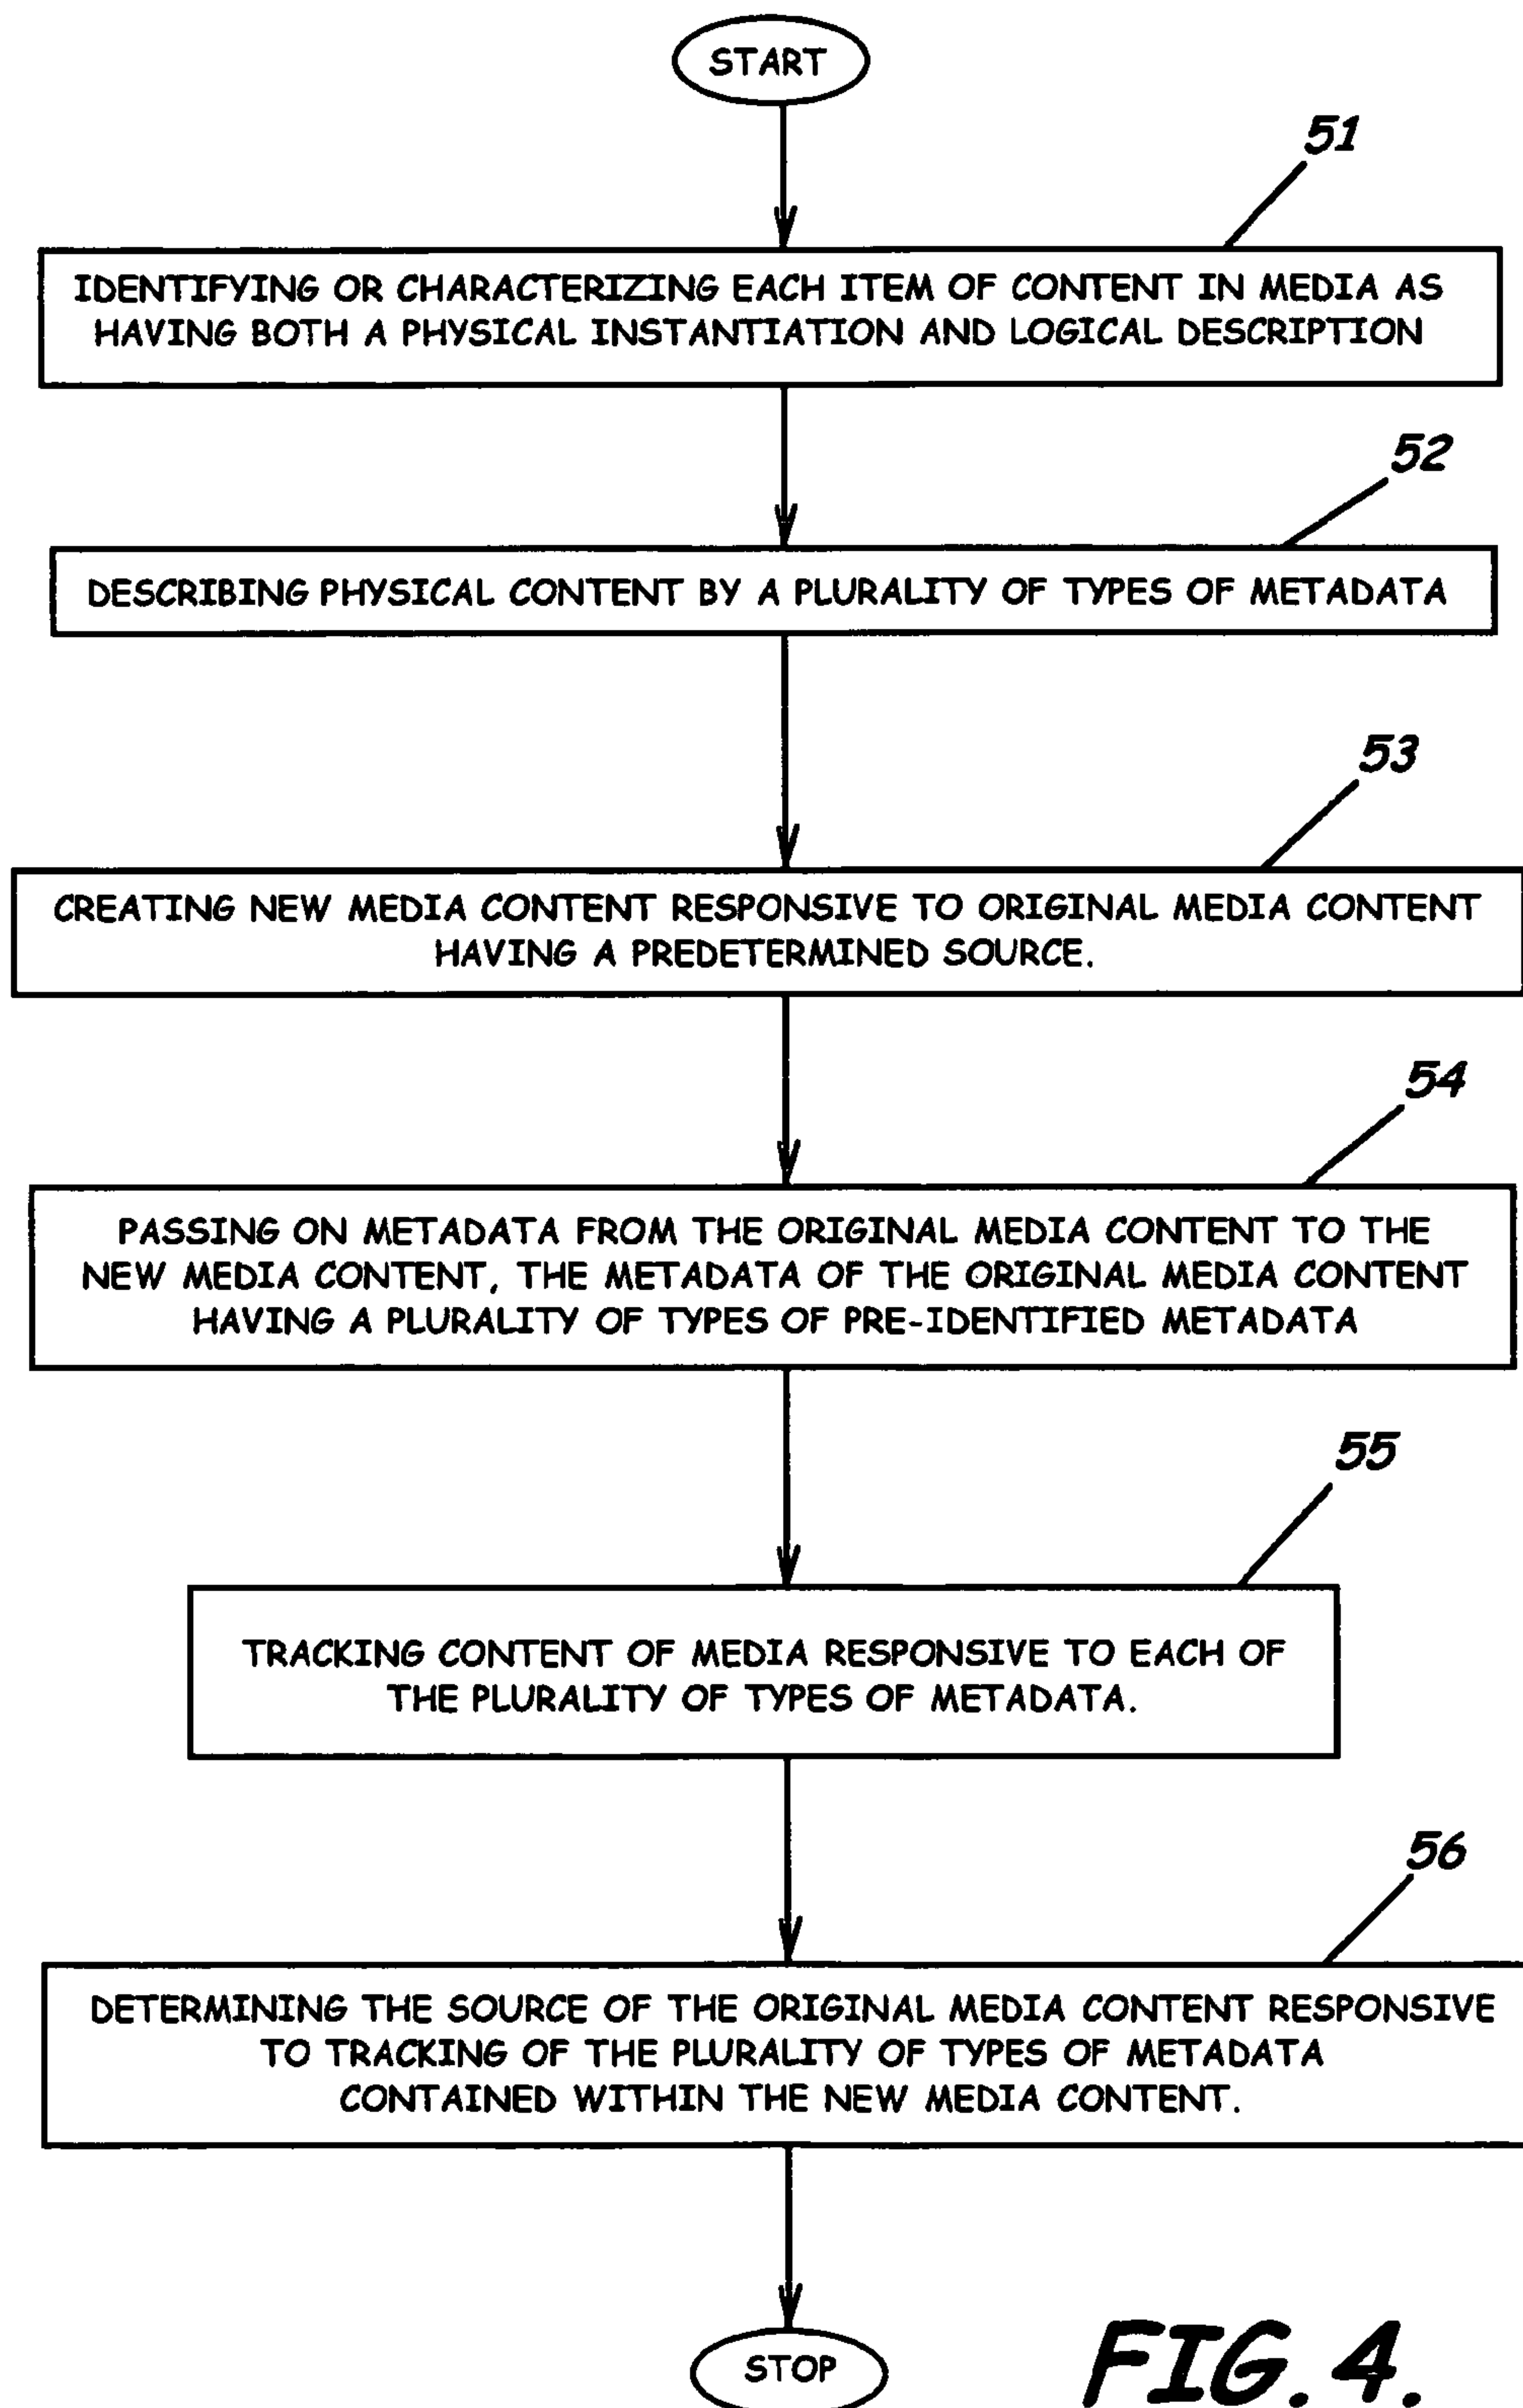 START
51
IDENTIFYING OR CHARACTERIZING EACH ITEM OF CONTENT IN MEDIA AS
HAVING BOTH A PHYSICAL INSTANTIATION AND LOGICAL DESCRIPTION
52
DESCRIBING PHYSICAL CONTENT BY A PLURALITY OF TYPES OF METADATA
53
CREATING NEW MEDIA CONTENT RESPONSIVE TO ORIGINAL MEDIA CONTENT
HAVING A PREDETERMINED SOURCE.
54
PASSING ON METADATA FROM THE ORIGINAL MEDIA CONTENT TO THE
NEW MEDIA CONTENT, THE METADATA OF THE ORIGINAL MEDIA CONTENT
HAVING A PLURALITY OF TYPES OF PRE-IDENTIFIED METADATA
55
TRACKING CONTENT OF MEDIA RESPONSIVE TO EACH OF
THE PLURALITY OF TYPES OF METADATA.
56
DETERMINING THE SOURCE OF THE ORIGINAL MEDIA CONTENT RESPONSIVE
TO TRACKING OF THE PLURALITY OF TYPES OF METADATA
CONTAINED WITHIN THE NEW MEDIA CONTENT.
STOP
FIG. 4.